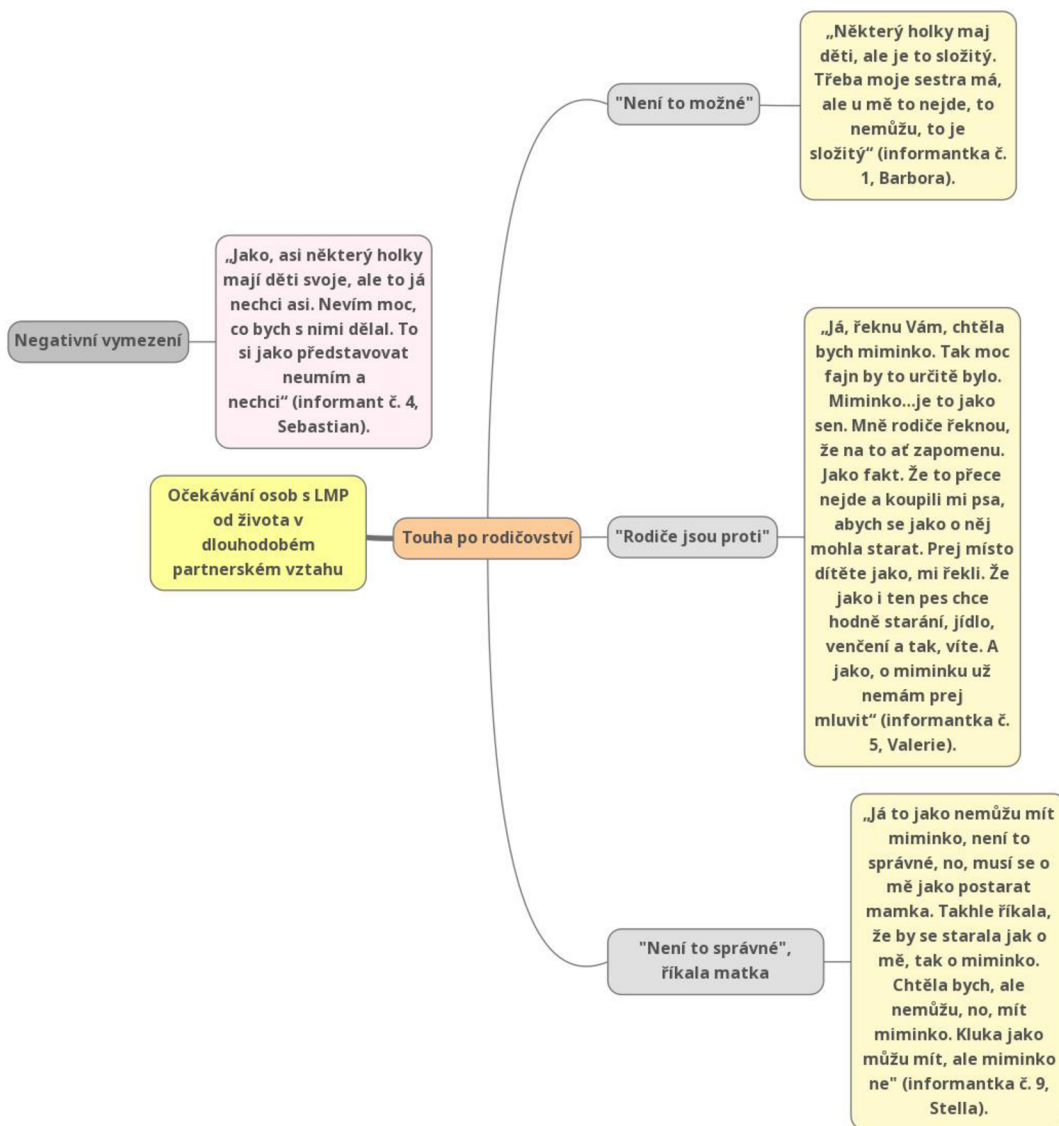 „Některý holky maj
děti, ale je to složitý.
Třeba moje sestra má,
ale u mě to nejde, to
nemůžu, to je
složitý“ (informantka č.
1, Barbora).
"Není to možné"
„Jako, asi některý holky
mají děti svoje, ale to já
nechci asi. Nevím moc,
co bych s nimi dělal. To
si jako představovat
neumím a
nechci“ (informant č. 4,
Sebastian).
Negativní vymezení
Očekávání osob s LMP
od života v
dlouhodobém
partnerském vztahu
Touha po rodičovství
"Rodiče jsou proti"
„Já, řeknu Vám, chtěla
bych miminko. Tak moc
fajn by to určitě bylo.
Miminko...je to jako
sen. Mně rodiče řeknou,
že na to ať zapomenu.
Jako fakt. Že to přece
nejde a koupili mi psa,
abych se jako o něj
mohla starat. Prej místo
dítěte jako, mi řekli. Že
jako i ten pes chce
hodně starání, jídlo,
venčení a tak, víte. A
jako, o miminku už
nemám prej
mluvit“ (informantka č.
5, Valerie).
"Není to správné",
říkala matka
„Já to jako nemůžu mít
miminko, není to
správné, no, musí se o
mě jako postarat
mamka. Takhle říkala,
že by se starala jak o
mě, tak o miminko.
Chtěla bych, ale
nemůžu, no, mít
miminko. Kluka jako
můžu mít, ale miminko
ne" (informantka č. 9,
Stella).